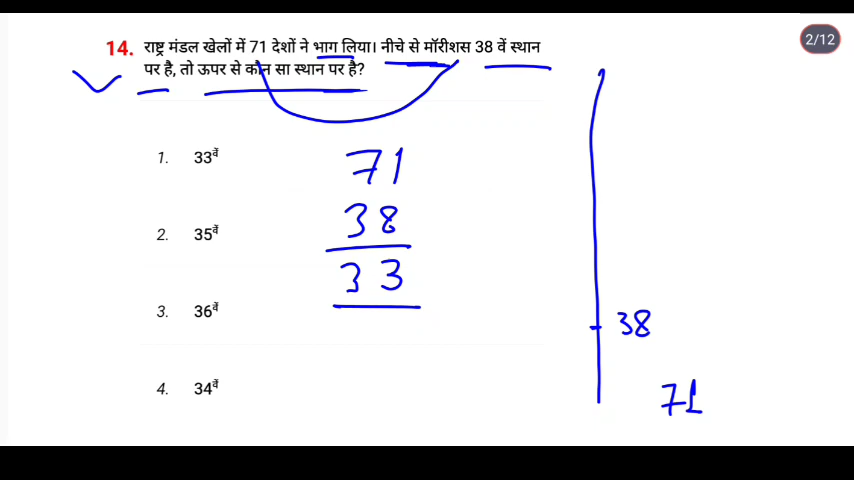 2/12
14. राष्ट्र मंडल खेलों में 71 देशों ने भाग लिया। नीचे से मॉरीशस 38 वें स्थान
पर है, तो ऊपर से कौन सा स्थान पर है?
1. 33वें
2. 35वें
3. 36वें
4. 34वें
71
38
33
38
71